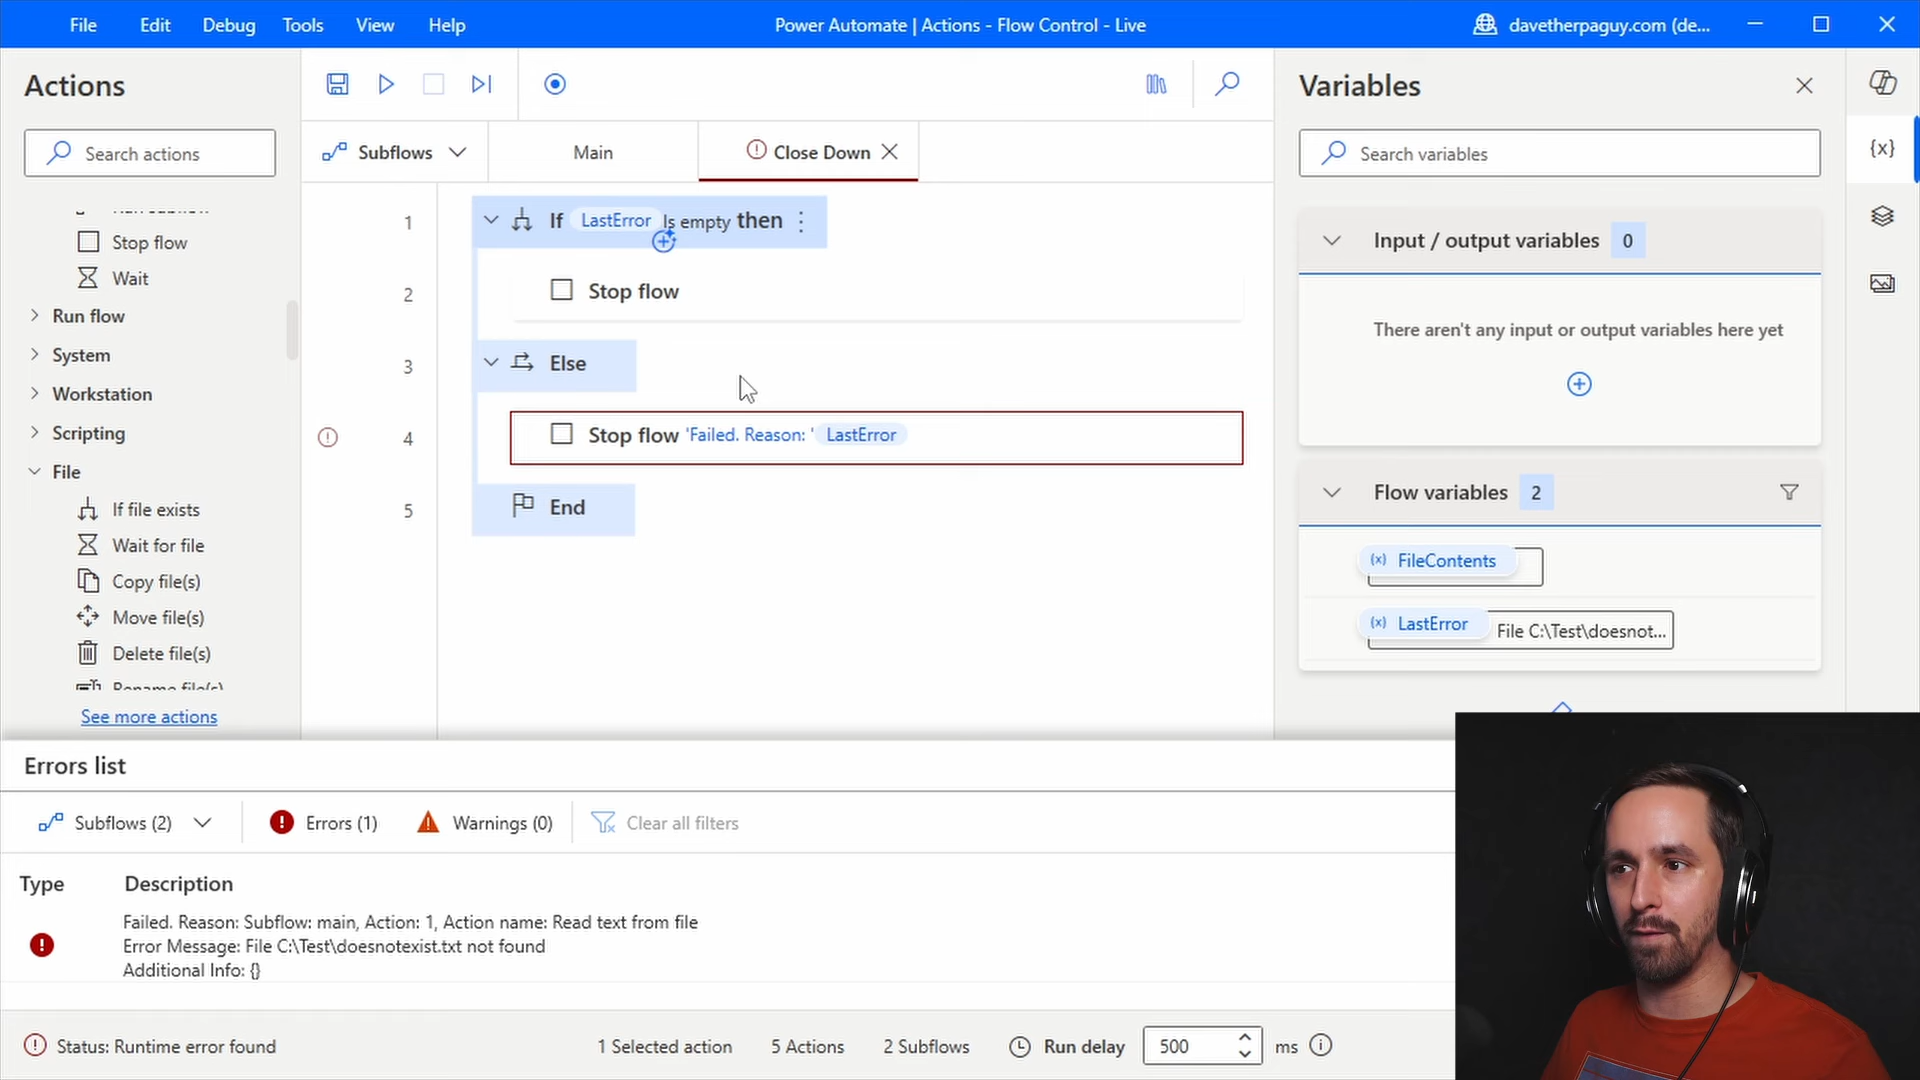 File Edit Debug Tools View Help
Power Automate | Actions - Flow Control - Live
davetherpaguy.com (de...
Actions
Search actions
Stop flow
Wait
Run flow
System
Workstation
Scripting
File
If file exists
Wait for file
Copy file(s)
Move file(s)
Delete file(s)
Rename file(s)
See more actions
Subflows
Main
Close Down
1
If LastError Is empty then
2
Stop flow
3
Else
4
Stop flow 'Failed. Reason: ' LastError
5
End
Variables
Search variables
{x}
Input / output variables 0
There aren't any input or output variables here yet
Flow variables 2
(x) FileContents
(x) LastError File C:\Test\doesnot...
Errors list
Subflows (2)
Errors (1)
Warnings (0)
Clear all filters
Type Description
Failed. Reason: Subflow: main, Action: 1, Action name: Read text from file
Error Message: File C:\Test\doesnotexist.txt not found
Additional Info: {}
Status: Runtime error found
1 Selected action
5 Actions
2 Subflows
Run delay 500 ms